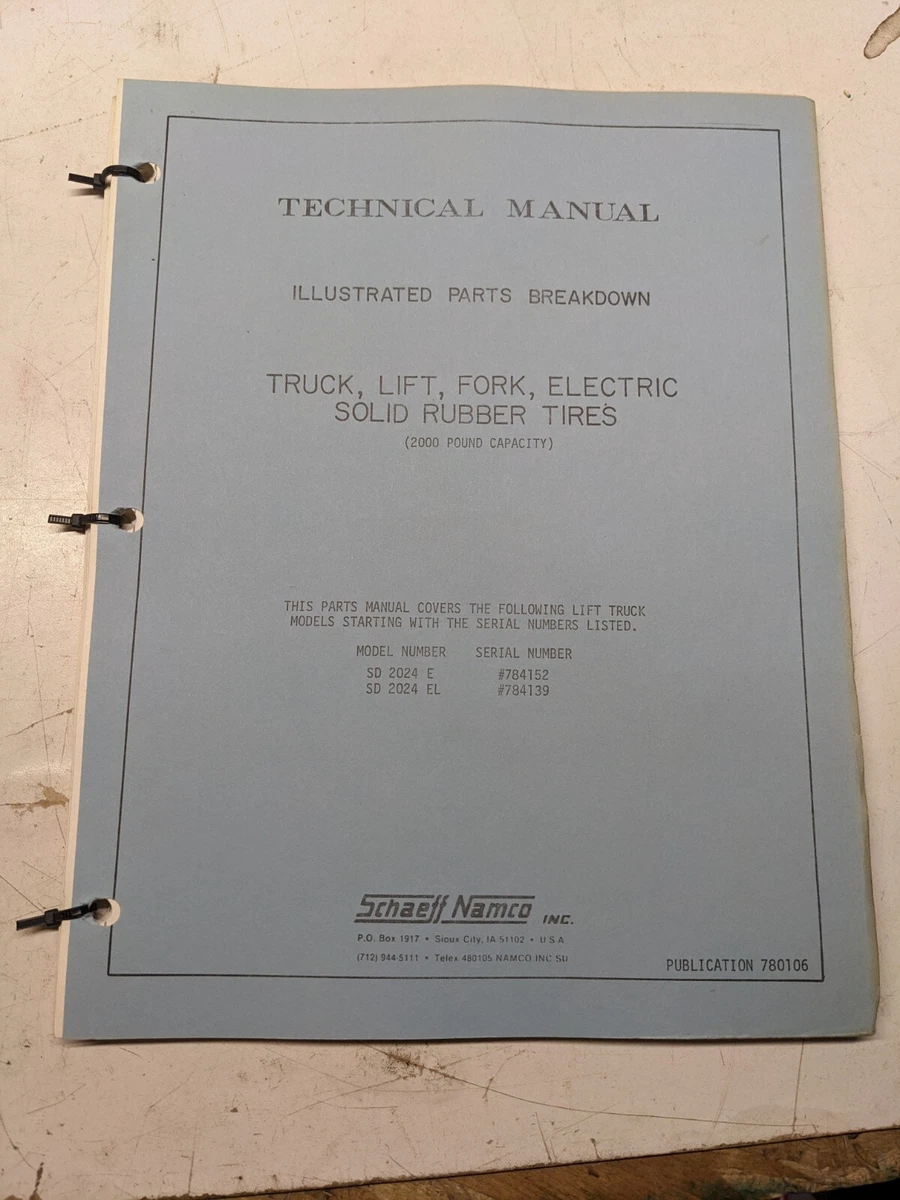 TECHNICAL MANUAL
ILLUSTRATED PARTS BREAKDOWN
TRUCK, LIFT, FORK, ELECTRIC
SOLID RUBBER TIRES
(2000 POUND CAPACITY)
THIS PARTS MANUAL COVERS THE FOLLOWING LIFT TRUCK
MODELS STARTING WITH THE SERIAL NUMBERS LISTED.
MODEL NUMBER SERIAL NUMBER
SD 2024 E #784152
SD 2024 EL #784139
Schaeff Namco INC.
P.O. Box 1917 • Sioux City, IA 51102 • U S A
(712) 944-5111 • Telex 480105 NAMCO INC SU
PUBLICATION 780106